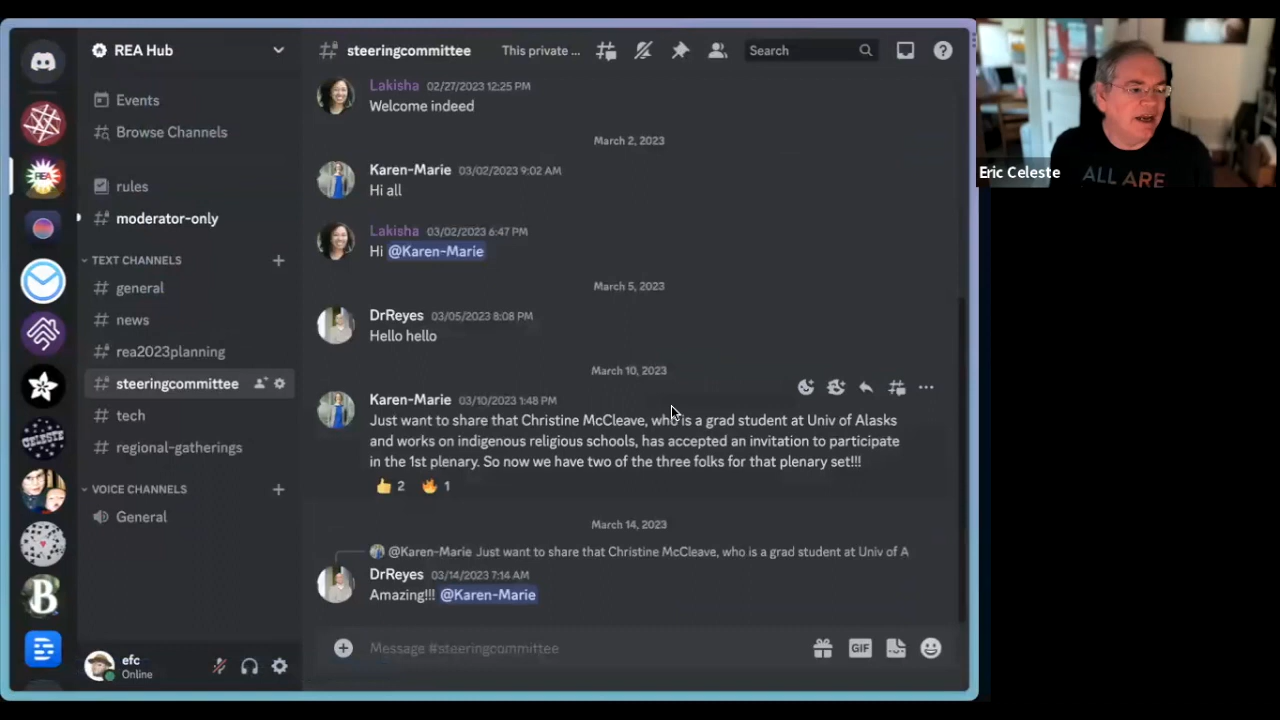 REA Hub
Events
Browse Channels
rules
moderator-only
TEXT CHANNELS
general
news
rea2023planning
steeringcommittee
tech
regional-gatherings
VOICE CHANNELS
General
efc
Online
REA
CELESTE
B
steeringcommittee
This private ...
Search
Lakisha 02/27/2023 12:25 PM
Welcome indeed
March 2, 2023
Karen-Marie 03/02/2023 9:02 AM
Hi all
Lakisha 03/02/2023 6:47 PM
Hi @Karen-Marie
March 5, 2023
DrReyes 03/05/2023 8:08 PM
Hello hello
March 10, 2023
Karen-Marie 03/10/2023 1:48 PM
Just want to share that Christine McCleave, who is a grad student at Univ of Alasks
and works on indigenous religious schools, has accepted an invitation to participate
in the 1st plenary. So now we have two of the three folks for that plenary set!!!
2 1
March 14, 2023
@Karen-Marie Just want to share that Christine McCleave, who is a grad student at Univ of A
DrReyes 03/14/2023 7:14 AM
Amazing!!! @Karen-Marie
Message #steeringcommittee
GIF
Eric Celeste
ALL ARE